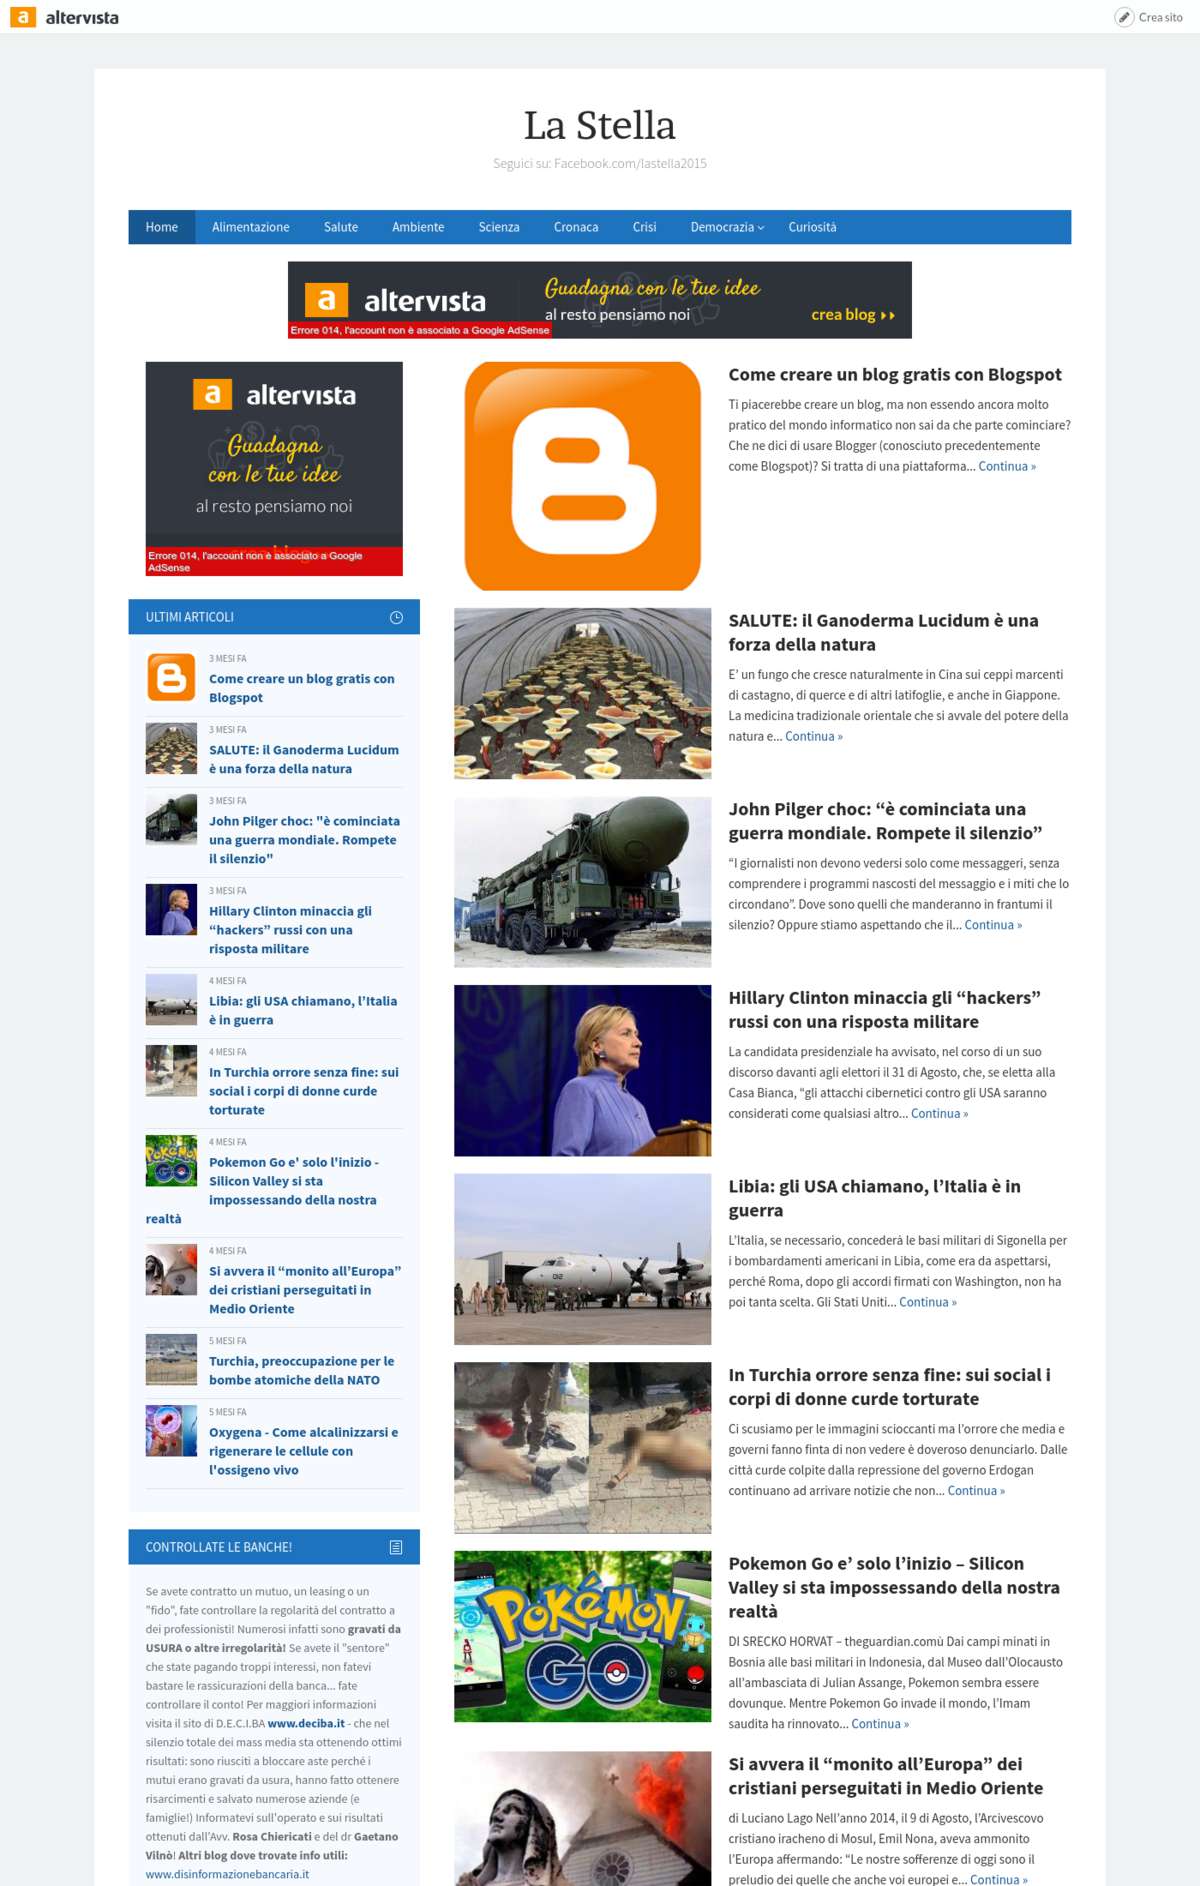 altervista
Crea sito
La Stella
Seguici su: Facebook.com/lastella2015
Home Alimentazione Salute Ambiente Scienza Cronaca Crisi Democrazia Curiosità
altervista
Guadagna con le tue idee
al resto pensiamo noi
crea blog
Errore 014, l'account non è associato a Google AdSense
altervista
Guadagna
con le tue idee
al resto pensiamo noi
crea blog
Errore 014, l'account non è associato a Google
AdSense
ULTIMI ARTICOLI
3 MESI FA
Come creare un blog gratis con
Blogspot
3 MESI FA
SALUTE: il Ganoderma Lucidum
è una forza della natura
3 MESI FA
John Pilger choc: "è cominciata
una guerra mondiale. Rompete
il silenzio"
3 MESI FA
Hillary Clinton minaccia gli
“hackers” russi con una
risposta militare
4 MESI FA
Libia: gli USA chiamano, l’Italia
è in guerra
4 MESI FA
In Turchia orrore senza fine: sui
social i corpi di donne curde
torturate
4 MESI FA
Pokemon Go e' solo l'inizio -
Silicon Valley si sta
impossessando della nostra
realtà
4 MESI FA
Si avvera il “monito all’Europa”
dei cristiani perseguitati in
Medio Oriente
5 MESI FA
Turchia, preoccupazione per le
bombe atomiche della NATO
5 MESI FA
Oxygena - Come alcalinizzarsi e
rigenerare le cellule con
l'ossigeno vivo
CONTROLLATE LE BANCHE!
Se avete contratto un mutuo, un leasing o un
"fido", fate controllare la regolarità del contratto a
dei professionisti! Numerosi infatti sono gravati da
USURA o altre irregolarità! Se avete il "sentore"
che state pagando troppi interessi, non fatevi
bastare le rassicurazioni della banca... fate
controllare il conto! Per maggiori informazioni
visita il sito di D.E.C.I.BA www.deciba.it - che nel
silenzio totale dei mass media sta ottenendo ottimi
risultati: sono riusciti a bloccare aste perché i
mutui erano gravati da usura, hanno fatto ottenere
risarcimenti e salvato numerose aziende (e
famiglie!) Informatevi sull'operato e sui risultati
ottenuti dall'Avv. Rosa Chiericati e del dr Gaetano
Vilnò! Altri blog dove trovate info utili:
www.disinformazionebancaria.it
Come creare un blog gratis con Blogspot
Ti piacerebbe creare un blog, ma non essendo ancora molto
pratico del mondo informatico non sai da che parte cominciare?
Che ne dici di usare Blogger (conosciuto precedentemente
come Blogspot)? Si tratta di una piattaforma... Continua »
SALUTE: il Ganoderma Lucidum è una
forza della natura
E’ un fungo che cresce naturalmente in Cina sui ceppi marcenti
di castagno, di querce e di altri latifoglie, e anche in Giappone.
La medicina tradizionale orientale che si avvale del potere della
natura e... Continua »
John Pilger choc: “è cominciata una
guerra mondiale. Rompete il silenzio”
“I giornalisti non devono vedersi solo come messaggeri, senza
comprendere i programmi nascosti del messaggio e i miti che lo
circondano”. Dove sono quelli che manderanno in frantumi il
silenzio? Oppure stiamo aspettando che il... Continua »
Hillary Clinton minaccia gli “hackers”
russi con una risposta militare
La candidata presidenziale ha avvisato, nel corso di un suo
discorso davanti agli elettori il 31 di Agosto, che, se eletta alla
Casa Bianca, “gli attacchi cibernetici contro gli USA saranno
considerati come qualsiasi altro... Continua »
Libia: gli USA chiamano, l’Italia è in
guerra
L’Italia, se necessario, concederà le basi militari di Sigonella per
i bombardamenti americani in Libia, come era da aspettarsi,
perché Roma, dopo gli accordi firmati con Washington, non ha
poi tanta scelta. Gli Stati Uniti... Continua »
In Turchia orrore senza fine: sui social i
corpi di donne curde torturate
Ci scusiamo per le immagini scioccanti ma l’orrore che media e
governi fanno finta di non vedere è doveroso denunciarlo. Dalle
città curde colpite dalla repressione del governo Erdogan
continuano ad arrivare notizie che non... Continua »
POKÉMON
GO
Pokemon Go e’ solo l’inizio – Silicon
Valley si sta impossessando della nostra
realtà
DI SRECKO HORVAT – theguardian.comù Dai campi minati in
Bosnia alle basi militari in Indonesia, dal Museo dall’Olocausto
all’ambasciata di Julian Assange, Pokemon sembra essere
dovunque. Mentre Pokemon Go invade il mondo, l’Imam
saudita ha rinnovato... Continua »
Si avvera il “monito all’Europa” dei
cristiani perseguitati in Medio Oriente
di Luciano Lago Nell’anno 2014, il 9 di Agosto, l’Arcivescovo
cristiano iracheno di Mosul, Emil Nona, aveva ammonito
l’Europa affermando: “Le nostre sofferenze di oggi sono il
preludio dei quelle che anche voi europei e... Continua »